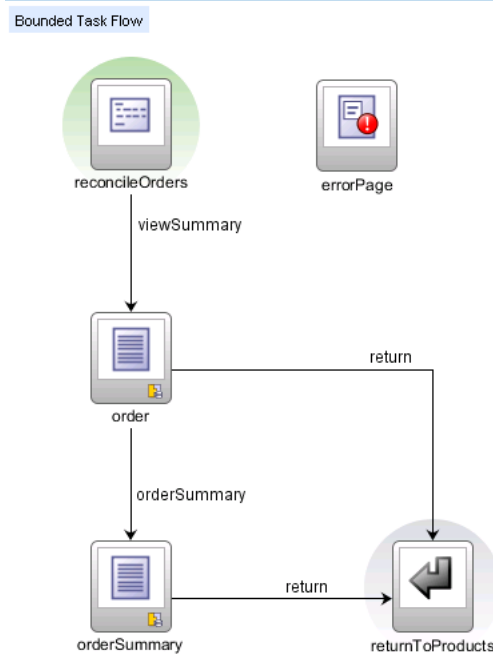 Bounded Task Flow
reconcileOrders
errorPage
viewSummary
return
order
orderSummary
return
orderSummary
returnToProducts